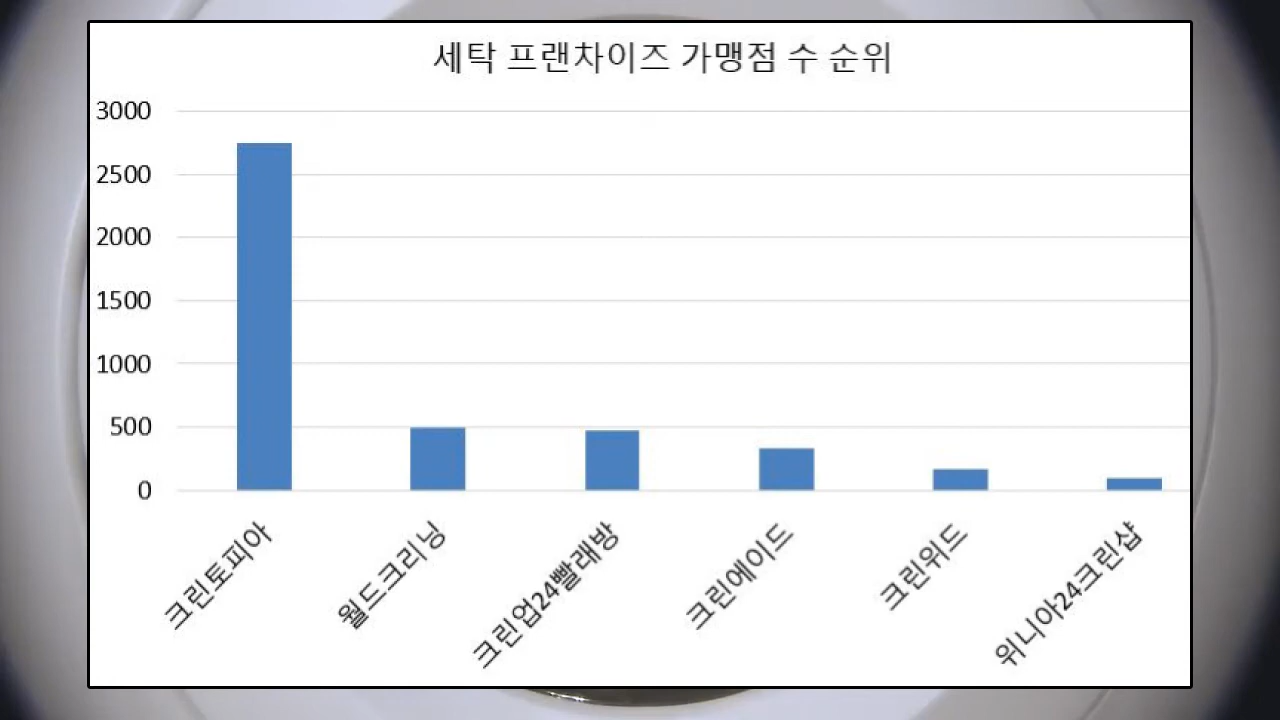 세탁 프랜차이즈 가맹점 수 순위
3000
2500
2000
1500
1000
500
0
크린토피아
월드크리닝
크린업24빨래방
크린에이드
크린위드
위니아24크린샵